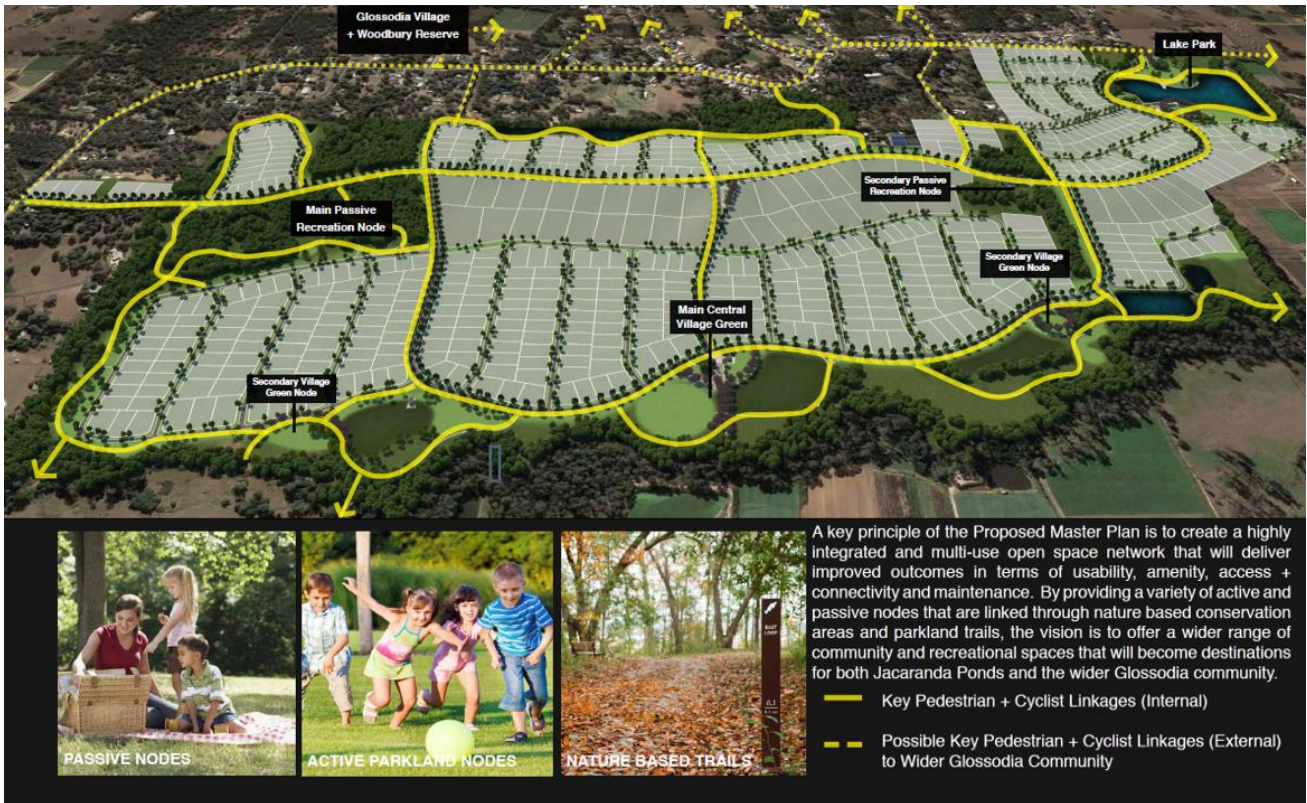 Glossodia Village
+ Woodbury Reserve
Lake Park
Secondary Passive
Recreation Node
Main Passive
Recreation Node
Secondary Village
Green Node
Main Central
Village Green
Secondary Village
Green Node
A key principle of the Proposed Master Plan is to create a highly
integrated and multi-use open space network that will deliver
improved outcomes in terms of usability, amenity, access +
connectivity and maintenance. By providing a variety of active and
passive nodes that are linked through nature based conservation
areas and parkland trails, the vision is to offer a wider range of
community and recreational spaces that will become destinations
for both Jacaranda Ponds and the wider Glossodia community.
EAST
LOOP
0.1
PASSIVE NODES
ACTIVE PARKLAND NODES
NATURE BASED TRAILS
Key Pedestrian + Cyclist Linkages (Internal)
Possible Key Pedestrian + Cyclist Linkages (External)
to Wider Glossodia Community